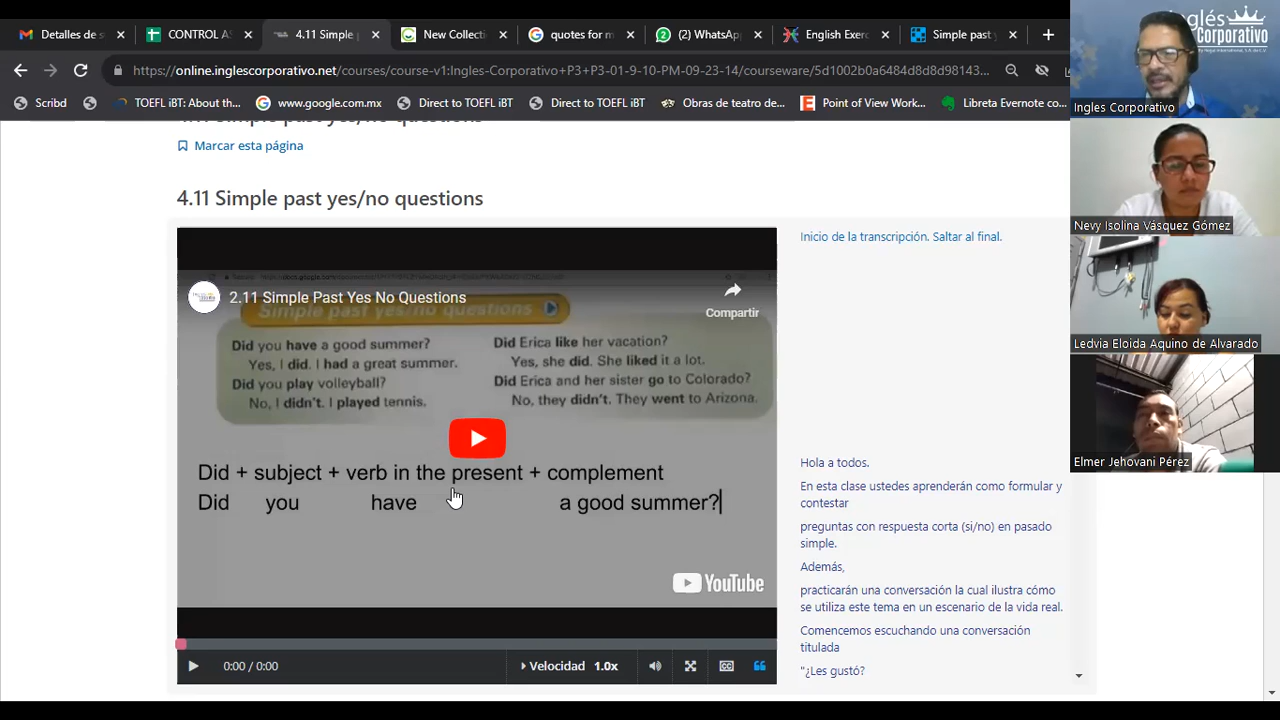 Detalles de s
CONTROL AS
4.11 Simple p
New Collecti
quotes for m
(2) WhatsApp
English Exerc
Simple past y
https://online.inglescorporativo.net/courses/course-v1:Ingles-Corporativo+P3+P3-01-9-10-PM-09-23-14/courseware/5d1002b0a6484d8d8d98143...
Scribd
TOEFL iBT: About th...
www.google.com.mx
Direct to TOEFL iBT
Direct to TOEFL iBT
Obras de teatro de...
Point of View Work...
Libreta Evernote co...
4.11 Simple past yes/no questions
Marcar esta página
4.11 Simple past yes/no questions
2.11 Simple Past Yes No Questions
Compartir
Simple past yes/no questions
Did you have a good summer?
Yes, I did. I had a great summer.
Did you play volleyball?
No, I didn't. I played tennis.
Did Erica like her vacation?
Yes, she did. She liked it a lot.
Did Erica and her sister go to Colorado?
No, they didn't. They went to Arizona.
Did + subject + verb in the present + complement
Did you have a good summer?
YouTube
0:00 / 0:00
Velocidad 1.0x
Inicio de la transcripción. Saltar al final.
Hola a todos.
En esta clase ustedes aprenderán como formular y
contestar
preguntas con respuesta corta (si/no) en pasado
simple.
Además,
practicarán una conversación la cual ilustra cómo
se utiliza este tema en un escenario de la vida real.
Comencemos escuchando una conversación
titulada
"¿Les gustó?
Inglés
Corporativo
Ingles Corporativo
Nevy Isolina Vásquez Gómez
Ledvia Eloida Aquino de Alvarado
Elmer Jehovani Pérez